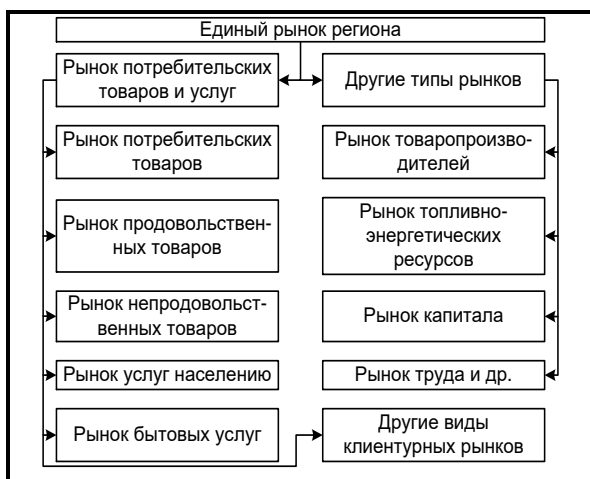 Единый рынок региона
Рынок потребительских
товаров и услуг
Другие типы рынков
Рынок потребительских
товаров
Рынок товаропроизво-
дителей
Рынок продовольствен-
ных товаров
Рынок топливно-
энергетических
ресурсов
Рынок непродовольст-
венных товаров
Рынок капитала
Рынок услуг населению
Рынок труда и др.
Рынок бытовых услуг
Другие виды
клиентурных рынков